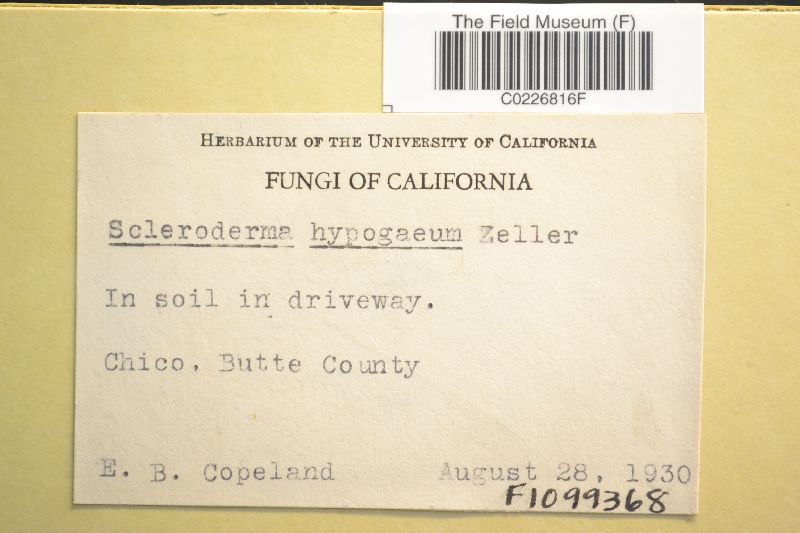 The Field Museum (F)
C0226816F
HERBARIUM OF THE UNIVERSITY OF CALIFORNIA
FUNGI OF CALIFORNIA
Scleroderma hypogaeum Zeller
In soil in driveway.
Chico, Butte County
E. B. Copeland August 28, 1930
F1099368